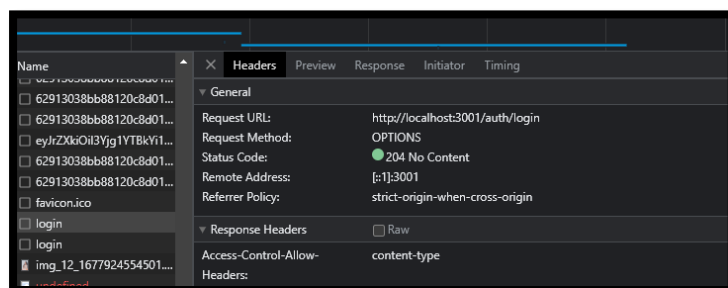 Name
62913038bb88120c8d01...
62913038bb88120c8d01...
62913038bb88120c8d01...
eyJrZXkiOiI3Yjg1YTBkYi1...
62913038bb88120c8d01...
62913038bb88120c8d01...
favicon.ico
login
login
img_12_1677924554501....
undefined
Headers Preview Response Initiator Timing
General
Request URL: http://localhost:3001/auth/login
Request Method: OPTIONS
Status Code: 204 No Content
Remote Address: [::1]:3001
Referrer Policy: strict-origin-when-cross-origin
Response Headers Raw
Access-Control-Allow- content-type
Headers: